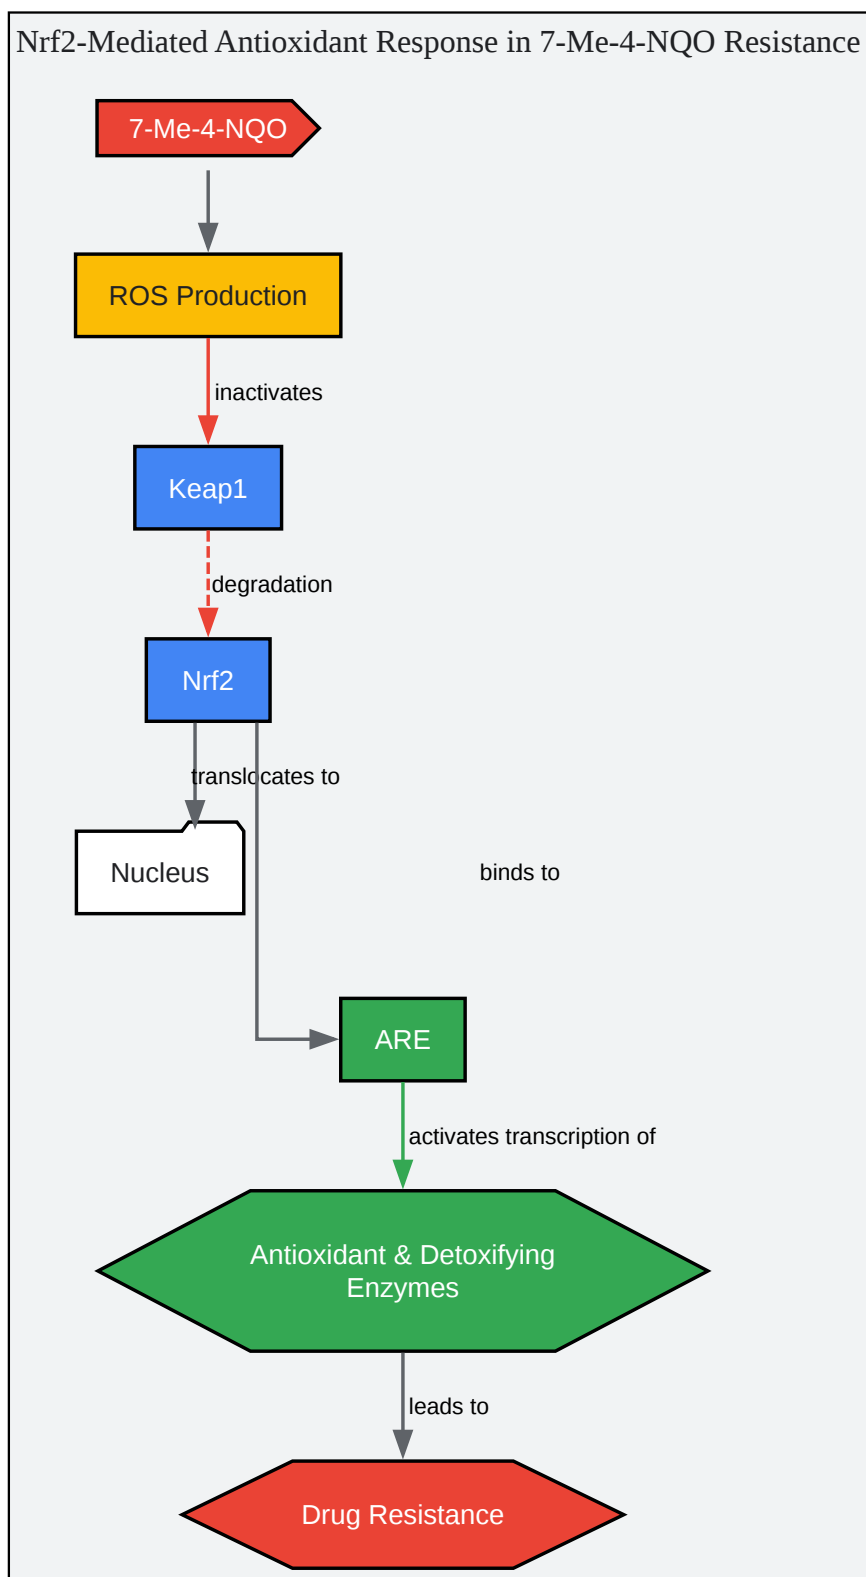 Nrf2-Mediated Antioxidant Response in 7-Me-4-NQO Resistance
7-Me-4-NQO
ROS Production
inactivates
Keap1
degradation
Nrf2
translocates to
Nucleus
binds to
ARE
activates transcription of
Antioxidant & Detoxifying
Enzymes
leads to
Drug Resistance